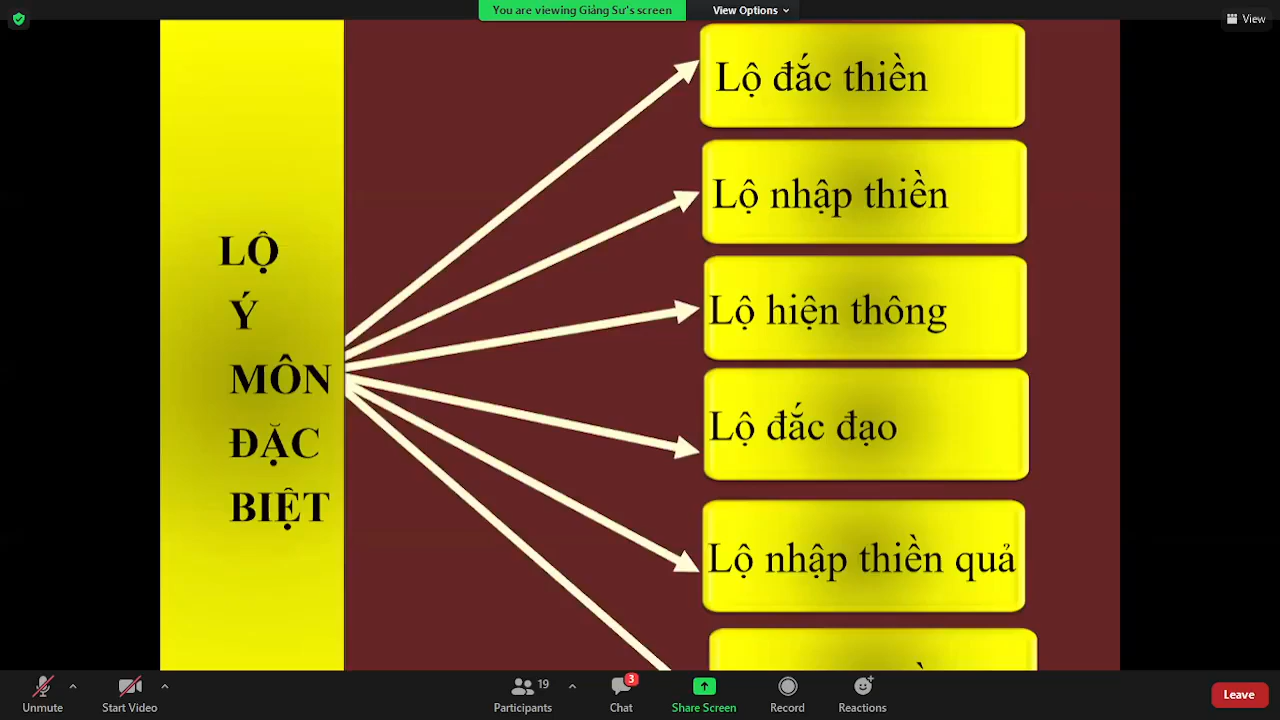 You are viewing Giảng Sư's screen
View Options
View
LỘ
Ý
MÔN
ĐẶC
BIỆT
Lộ đắc thiền
Lộ nhập thiền
Lộ hiện thông
Lộ đắc đạo
Lộ nhập thiền quả
Unmute
Start Video
19
Participants
3
Chat
Share Screen
Record
Reactions
Leave